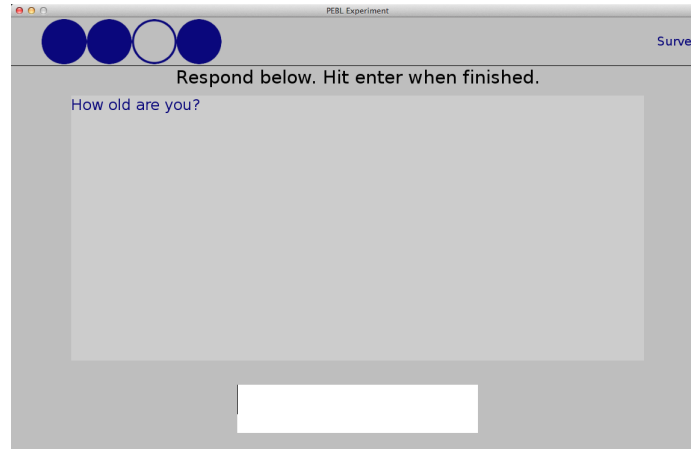 PEBL Experiment
Surve
Respond below. Hit enter when finished.
How old are you?